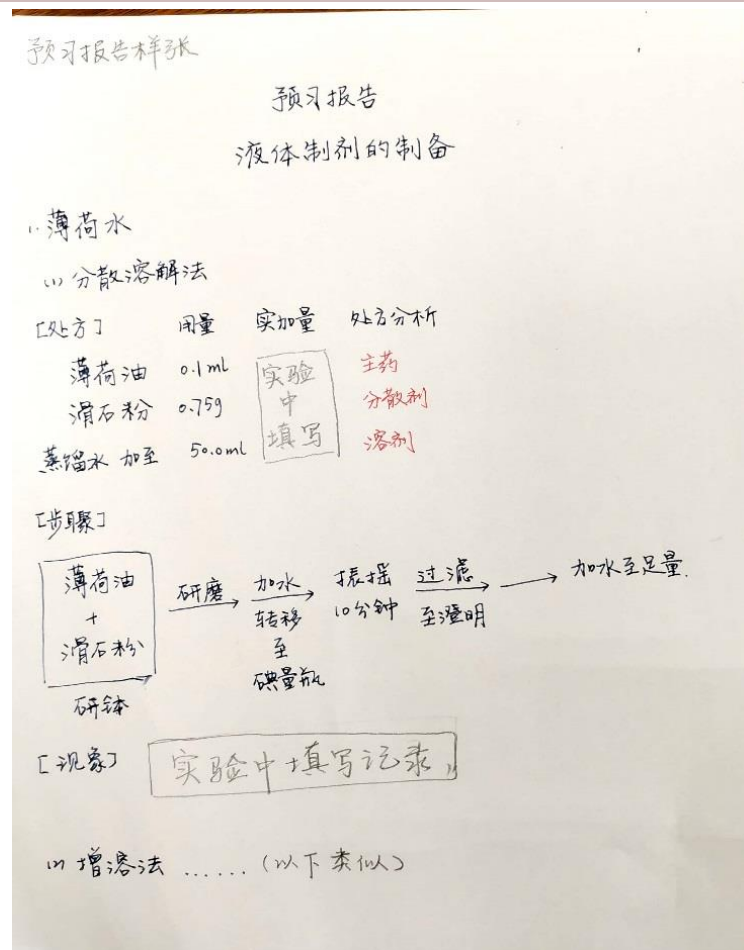 预习报告样张
预习报告
液体制剂的制备
1. 薄荷水
(1) 分散溶解法
[处方] 用量 实加量 处方分析
薄荷油 0.1ml 实验 主药
滑石粉 0.75g 中 分散剂
蒸馏水 加至 50.0ml 填写 溶剂
[步骤]
薄荷油 研磨 加水 振摇 过滤 加水至足量.
+ 转移 10分钟 至澄明
滑石粉 至
研钵 碘量瓶
[现象] 实验中填写记录
(2) 增溶法 ......(以下类似)